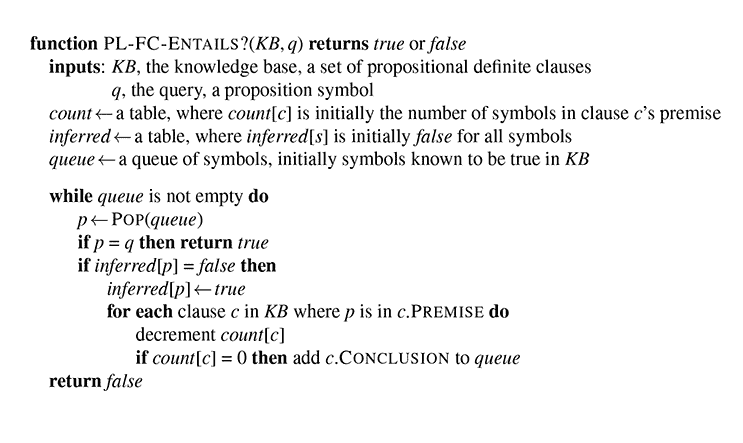 function PL-FC-ENTAILS?(KB, q) returns true or false
inputs: KB, the knowledge base, a set of propositional definite clauses
q, the query, a proposition symbol
count ← a table, where count[c] is initially the number of symbols in clause c's premise
inferred ← a table, where inferred[s] is initially false for all symbols
queue ← a queue of symbols, initially symbols known to be true in KB
while queue is not empty do
p ← POP(queue)
if p = q then return true
if inferred[p] = false then
inferred[p] ← true
for each clause c in KB where p is in c.PREMISE do
decrement count[c]
if count[c] = 0 then add c.CONCLUSION to queue
return false